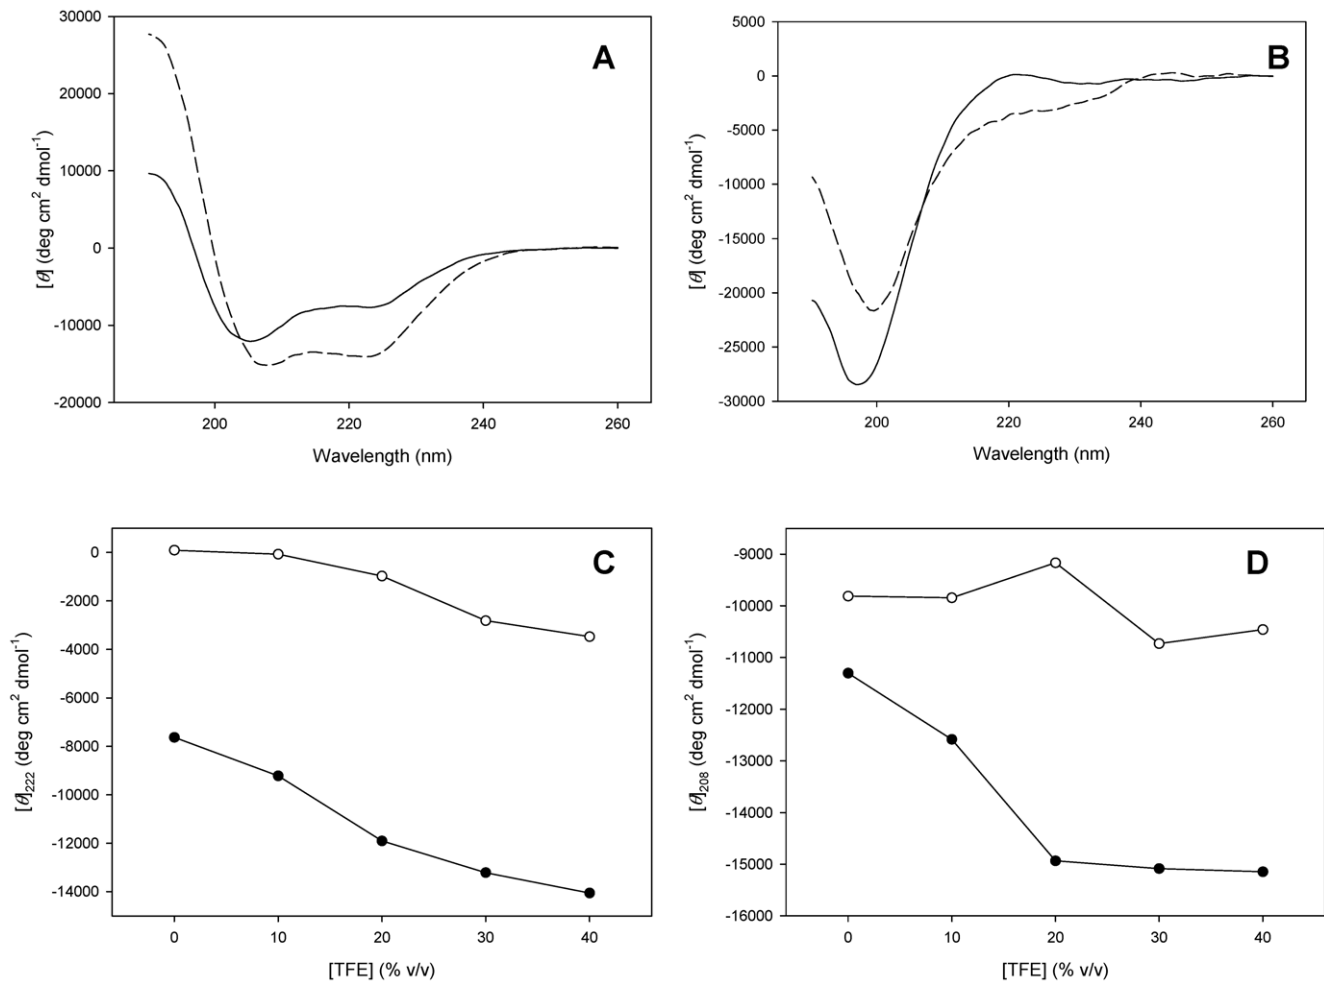 A
30000
20000
10000
0
-10000
-20000
[θ] (deg cm² dmol⁻¹)
200 220 240 260
Wavelength (nm)
B
5000
0
-5000
-10000
-15000
-20000
-25000
-30000
[θ] (deg cm² dmol⁻¹)
200 220 240 260
Wavelength (nm)
C
0
-2000
-4000
-6000
-8000
-10000
-12000
-14000
[θ]₂₂₂ (deg cm² dmol⁻¹)
0 10 20 30 40
[TFE] (% v/v)
D
-9000
-10000
-11000
-12000
-13000
-14000
-15000
-16000
[θ]₂₀₈ (deg cm² dmol⁻¹)
0 10 20 30 40
[TFE] (% v/v)